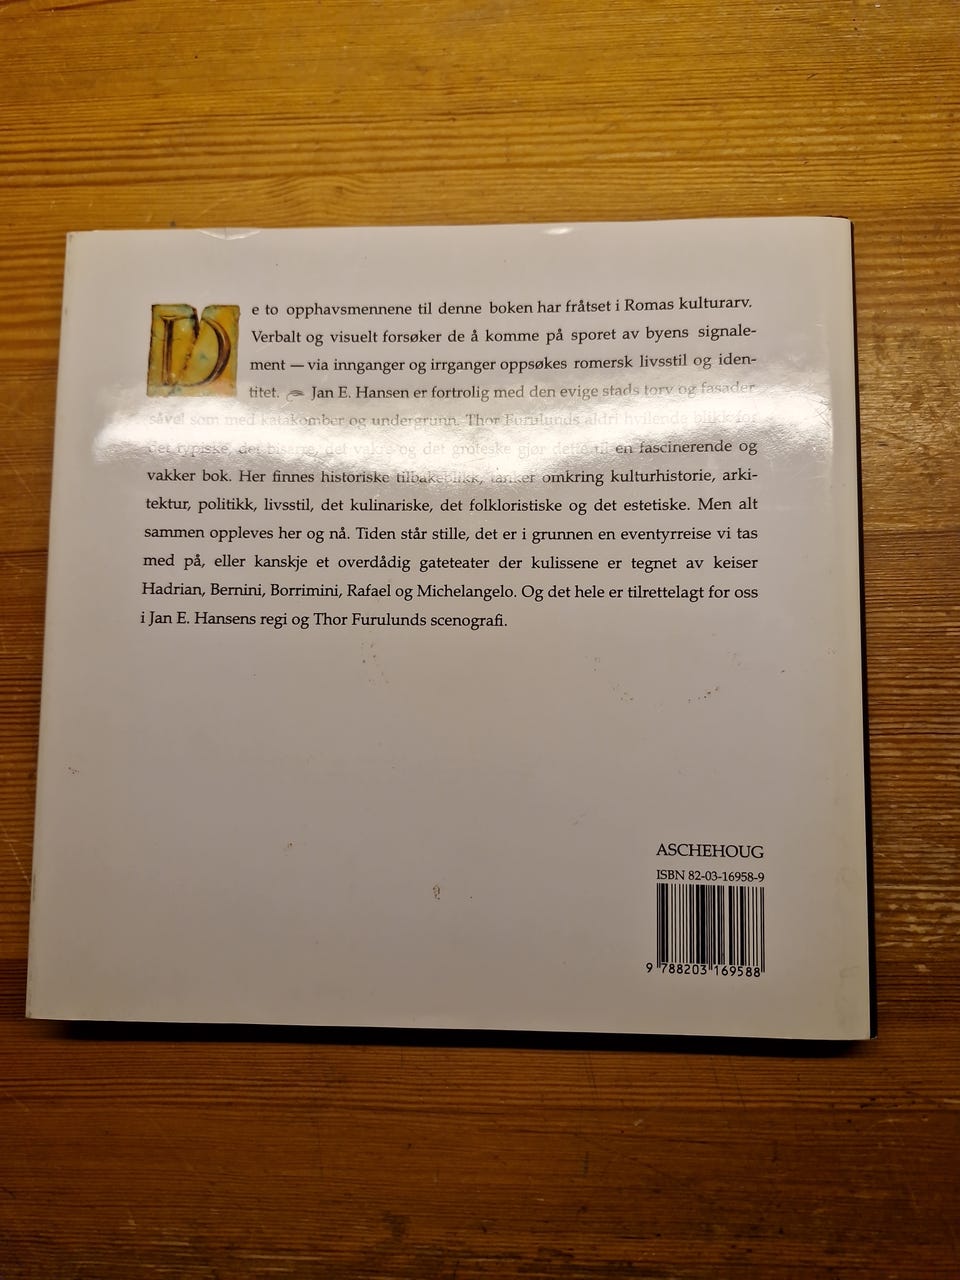 De to opphavsmennene til denne boken har fråtset i Romas kulturarv.
Verbalt og visuelt forsøker de å komme på sporet av byens signale-
ment — via innganger og irrganger oppsøkes romersk livsstil og iden-
titet. Jan E. Hansen er fortrolig med den evige stads torv og fasader
såvel som med katakomber og undergrunn. Thor Furulunds aldri hvilende blikk for
det typiske, det bisarre, det vakre og det groteske gjør dette til en fascinerende og
vakker bok. Her finnes historiske tilbakeblikk, tanker omkring kulturhistorie, arki-
tektur, politikk, livsstil, det kulinariske, det folkloristiske og det estetiske. Men alt
sammen oppleves her og nå. Tiden står stille, det er i grunnen en eventyrreise vi tas
med på, eller kanskje et overdådig gateteater der kulissene er tegnet av keiser
Hadrian, Bernini, Borrimini, Rafael og Michelangelo. Og det hele er tilrettelagt for oss
i Jan E. Hansens regi og Thor Furulunds scenografi.
ASCHEHOUG
ISBN 82-03-16958-9
9 788203 169588